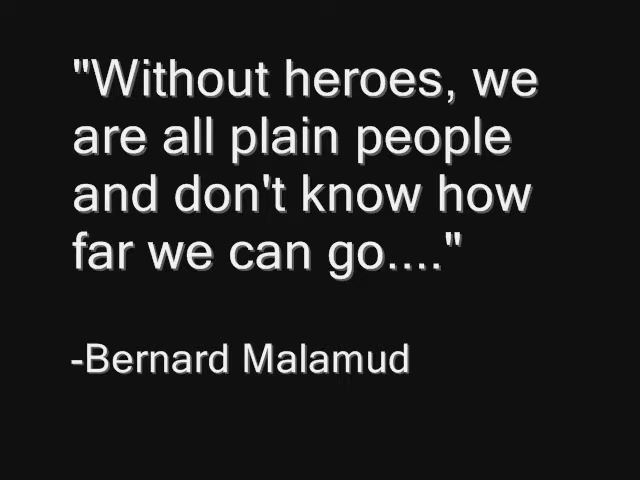 "Without heroes, we
are all plain people
and don't know how
far we can go...."
-Bernard Malamud